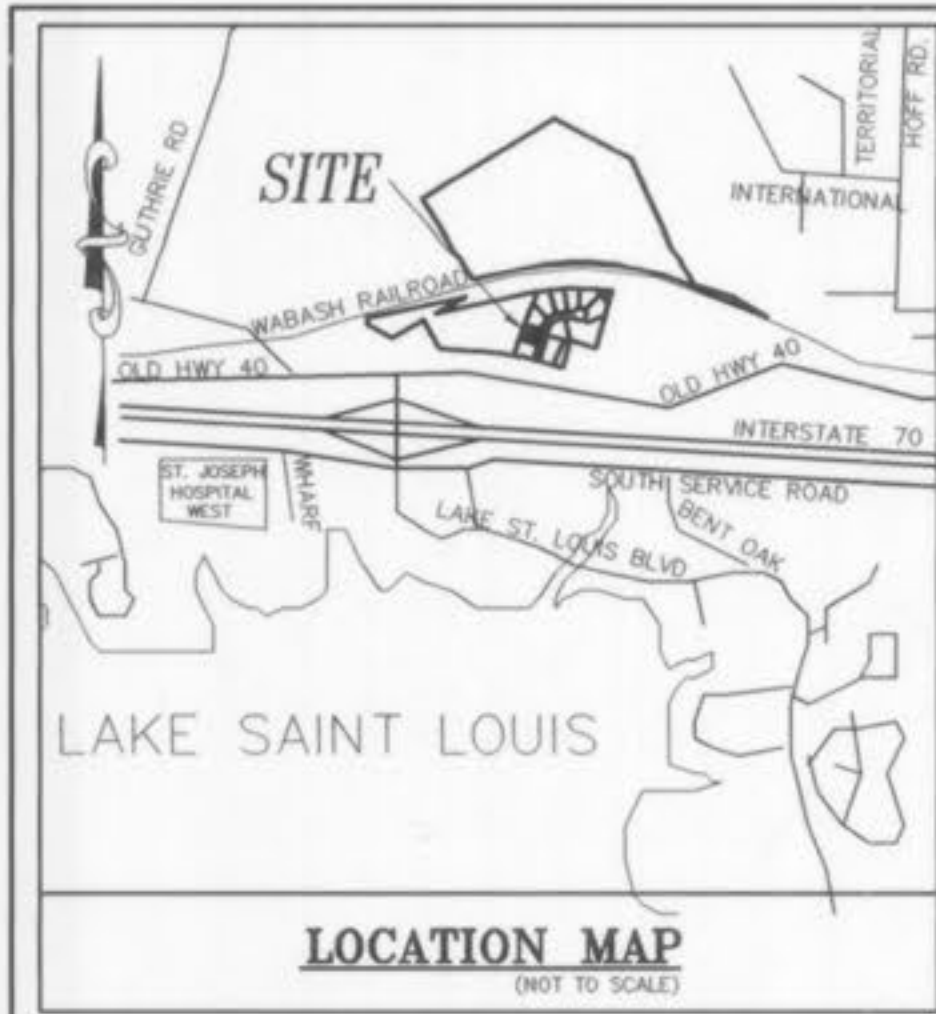 TERRITORIAL
HOFF RD.
GUTHRIE RD
SITE
INTERNATIONAL
WABASH RAILROAD
OLD HWY 40
OLD HWY 40
INTERSTATE 70
ST. JOSEPH
HOSPITAL
WEST
WHARF
SOUTH SERVICE ROAD
LAKE ST. LOUIS BLVD
BENT OAK
LAKE SAINT LOUIS
LOCATION MAP
(NOT TO SCALE)